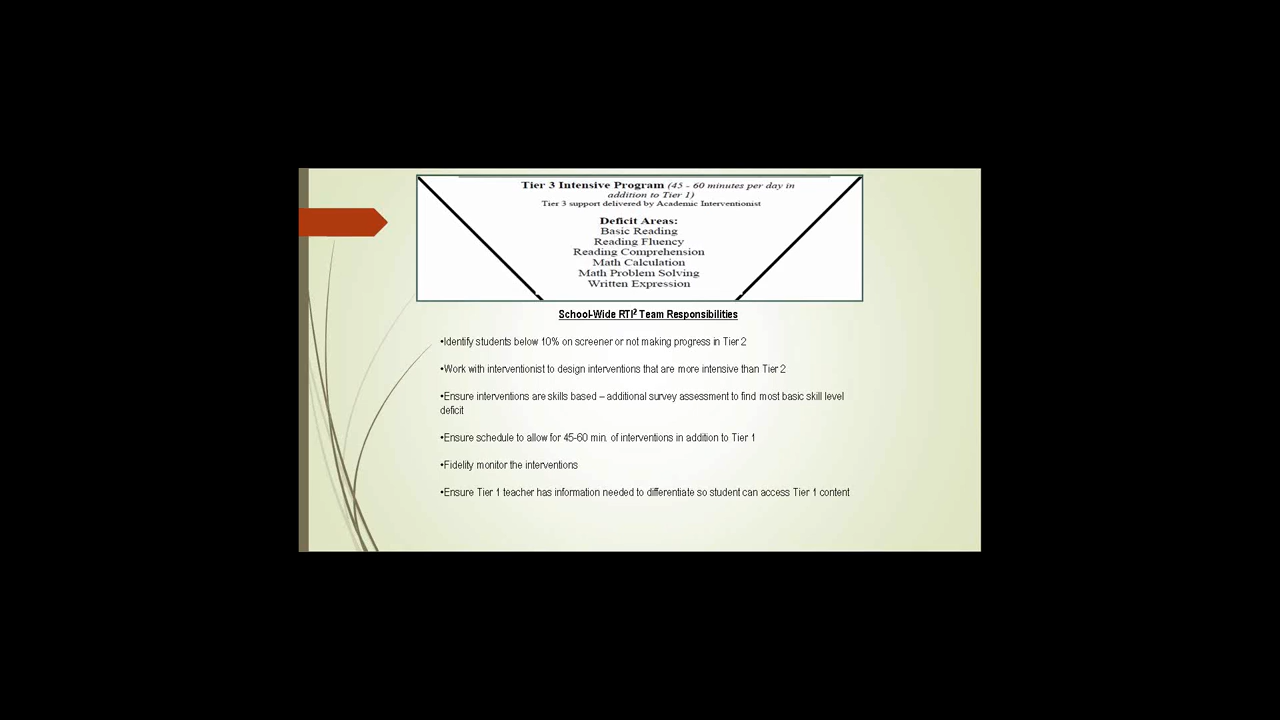 Tier 3 Intensive Program (45 - 60 minutes per day in
addition to Tier 1)
Tier 3 support delivered by Academic Interventionist
Deficit Areas:
Basic Reading
Reading Fluency
Reading Comprehension
Math Calculation
Math Problem Solving
Written Expression
School-Wide RTI² Team Responsibilities
•Identify students below 10% on screener or not making progress in Tier 2
•Work with interventionist to design interventions that are more intensive than Tier 2
•Ensure interventions are skills based – additional survey assessment to find most basic skill level
deficit
•Ensure schedule to allow for 45-60 min. of interventions in addition to Tier 1
•Fidelity monitor the interventions
•Ensure Tier 1 teacher has information needed to differentiate so student can access Tier 1 content